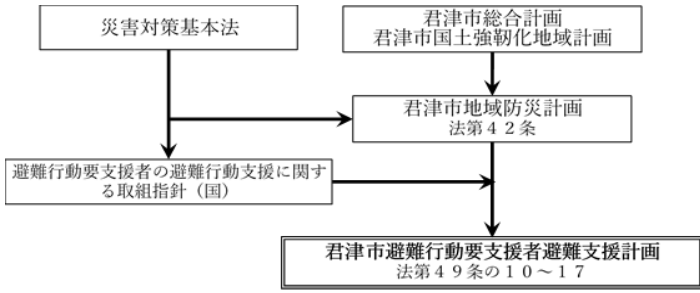 災害対策基本法
君津市総合計画
君津市国土強靭化地域計画
君津市地域防災計画
法第４２条
避難行動要支援者の避難行動支援に関す
る取組指針（国）
君津市避難行動要支援者避難支援計画
法第４９条の１０～１７